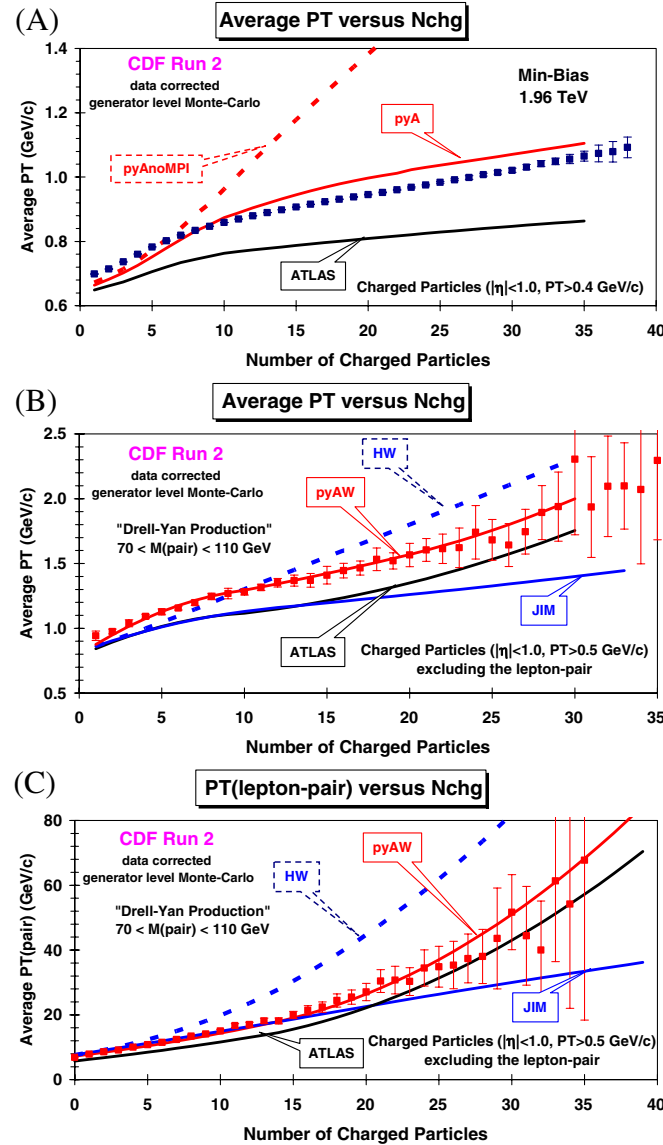 (A)
Average PT versus Nchg
CDF Run 2
data corrected
generator level Monte-Carlo
Min-Bias
1.96 TeV
pyA
pyAnoMPI
ATLAS
Charged Particles (|η|<1.0, PT>0.4 GeV/c)
Average PT (GeV/c)
1.4
1.2
1.0
0.8
0.6
0 5 10 15 20 25 30 35 40
Number of Charged Particles
(B)
Average PT versus Nchg
CDF Run 2
data corrected
generator level Monte-Carlo
"Drell-Yan Production"
70 < M(pair) < 110 GeV
HW
pyAW
JIM
ATLAS
Charged Particles (|η|<1.0, PT>0.5 GeV/c)
excluding the lepton-pair
Average PT (GeV/c)
2.5
2.0
1.5
1.0
0.5
0 5 10 15 20 25 30 35
Number of Charged Particles
(C)
PT(lepton-pair) versus Nchg
CDF Run 2
data corrected
generator level Monte-Carlo
"Drell-Yan Production"
70 < M(pair) < 110 GeV
HW
pyAW
JIM
ATLAS
Charged Particles (|η|<1.0, PT>0.5 GeV/c)
excluding the lepton-pair
Average PT(pair) (GeV/c)
80
60
40
20
0
0 5 10 15 20 25 30 35 40
Number of Charged Particles